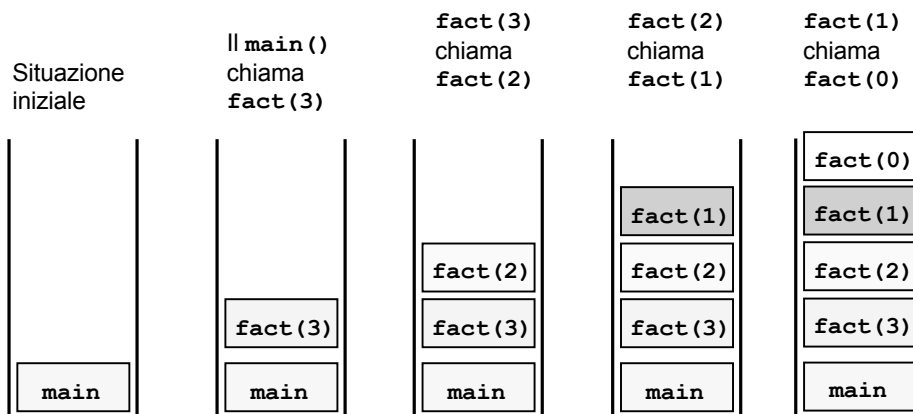 Situazione
iniziale
Il main()
chiama
fact(3)
fact(3)
chiama
fact(2)
fact(2)
chiama
fact(1)
fact(1)
chiama
fact(0)
main
fact(3)
main
fact(2)
fact(3)
main
fact(1)
fact(2)
fact(3)
main
fact(0)
fact(1)
fact(2)
fact(3)
main